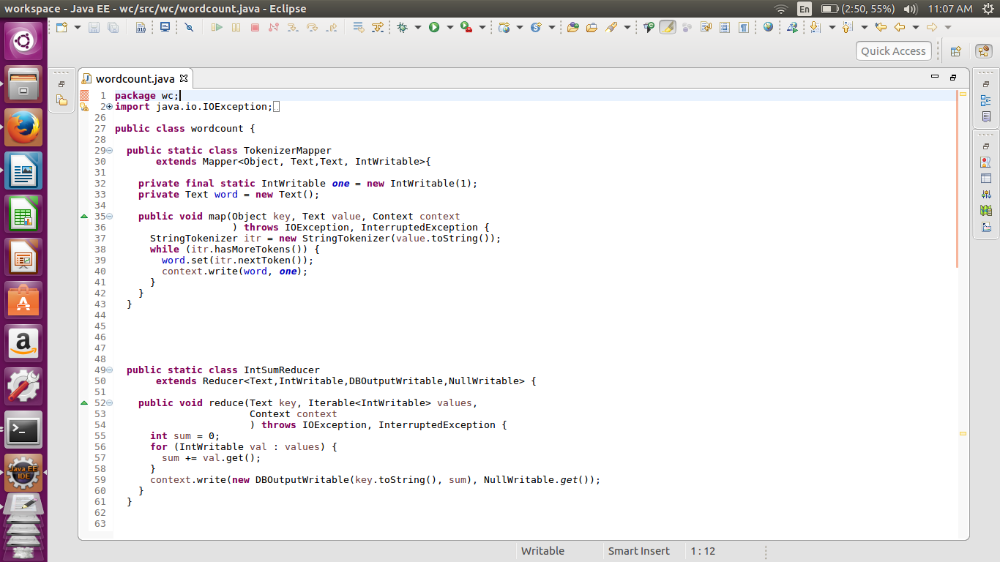 workspace - Java EE - wc/src/wc/wordcount.java - Eclipse
En
(2:50, 55%)
11:07 AM
010
Quick Access
wordcount.java
1 package wc;
2 import java.io.IOException;
26
27 public class wordcount {
28
29 public static class TokenizerMapper
30 extends Mapper<Object, Text,Text, IntWritable>{
31
32 private final static IntWritable one = new IntWritable(1);
33 private Text word = new Text();
34
35 public void map(Object key, Text value, Context context
36 ) throws IOException, InterruptedException {
37 StringTokenizer itr = new StringTokenizer(value.toString());
38 while (itr.hasMoreTokens()) {
39 word.set(itr.nextToken());
40 context.write(word, one);
41 }
42 }
43 }
44
45
46
47
48
49 public static class IntSumReducer
50 extends Reducer<Text,IntWritable,DBOutputWritable,NullWritable> {
51
52 public void reduce(Text key, Iterable<IntWritable> values,
53 Context context
54 ) throws IOException, InterruptedException {
55 int sum = 0;
56 for (IntWritable val : values) {
57 sum += val.get();
58 }
59 context.write(new DBOutputWritable(key.toString(), sum), NullWritable.get());
60 }
61 }
62
63
Java EE
IDE
Writable
Smart Insert
1 : 12